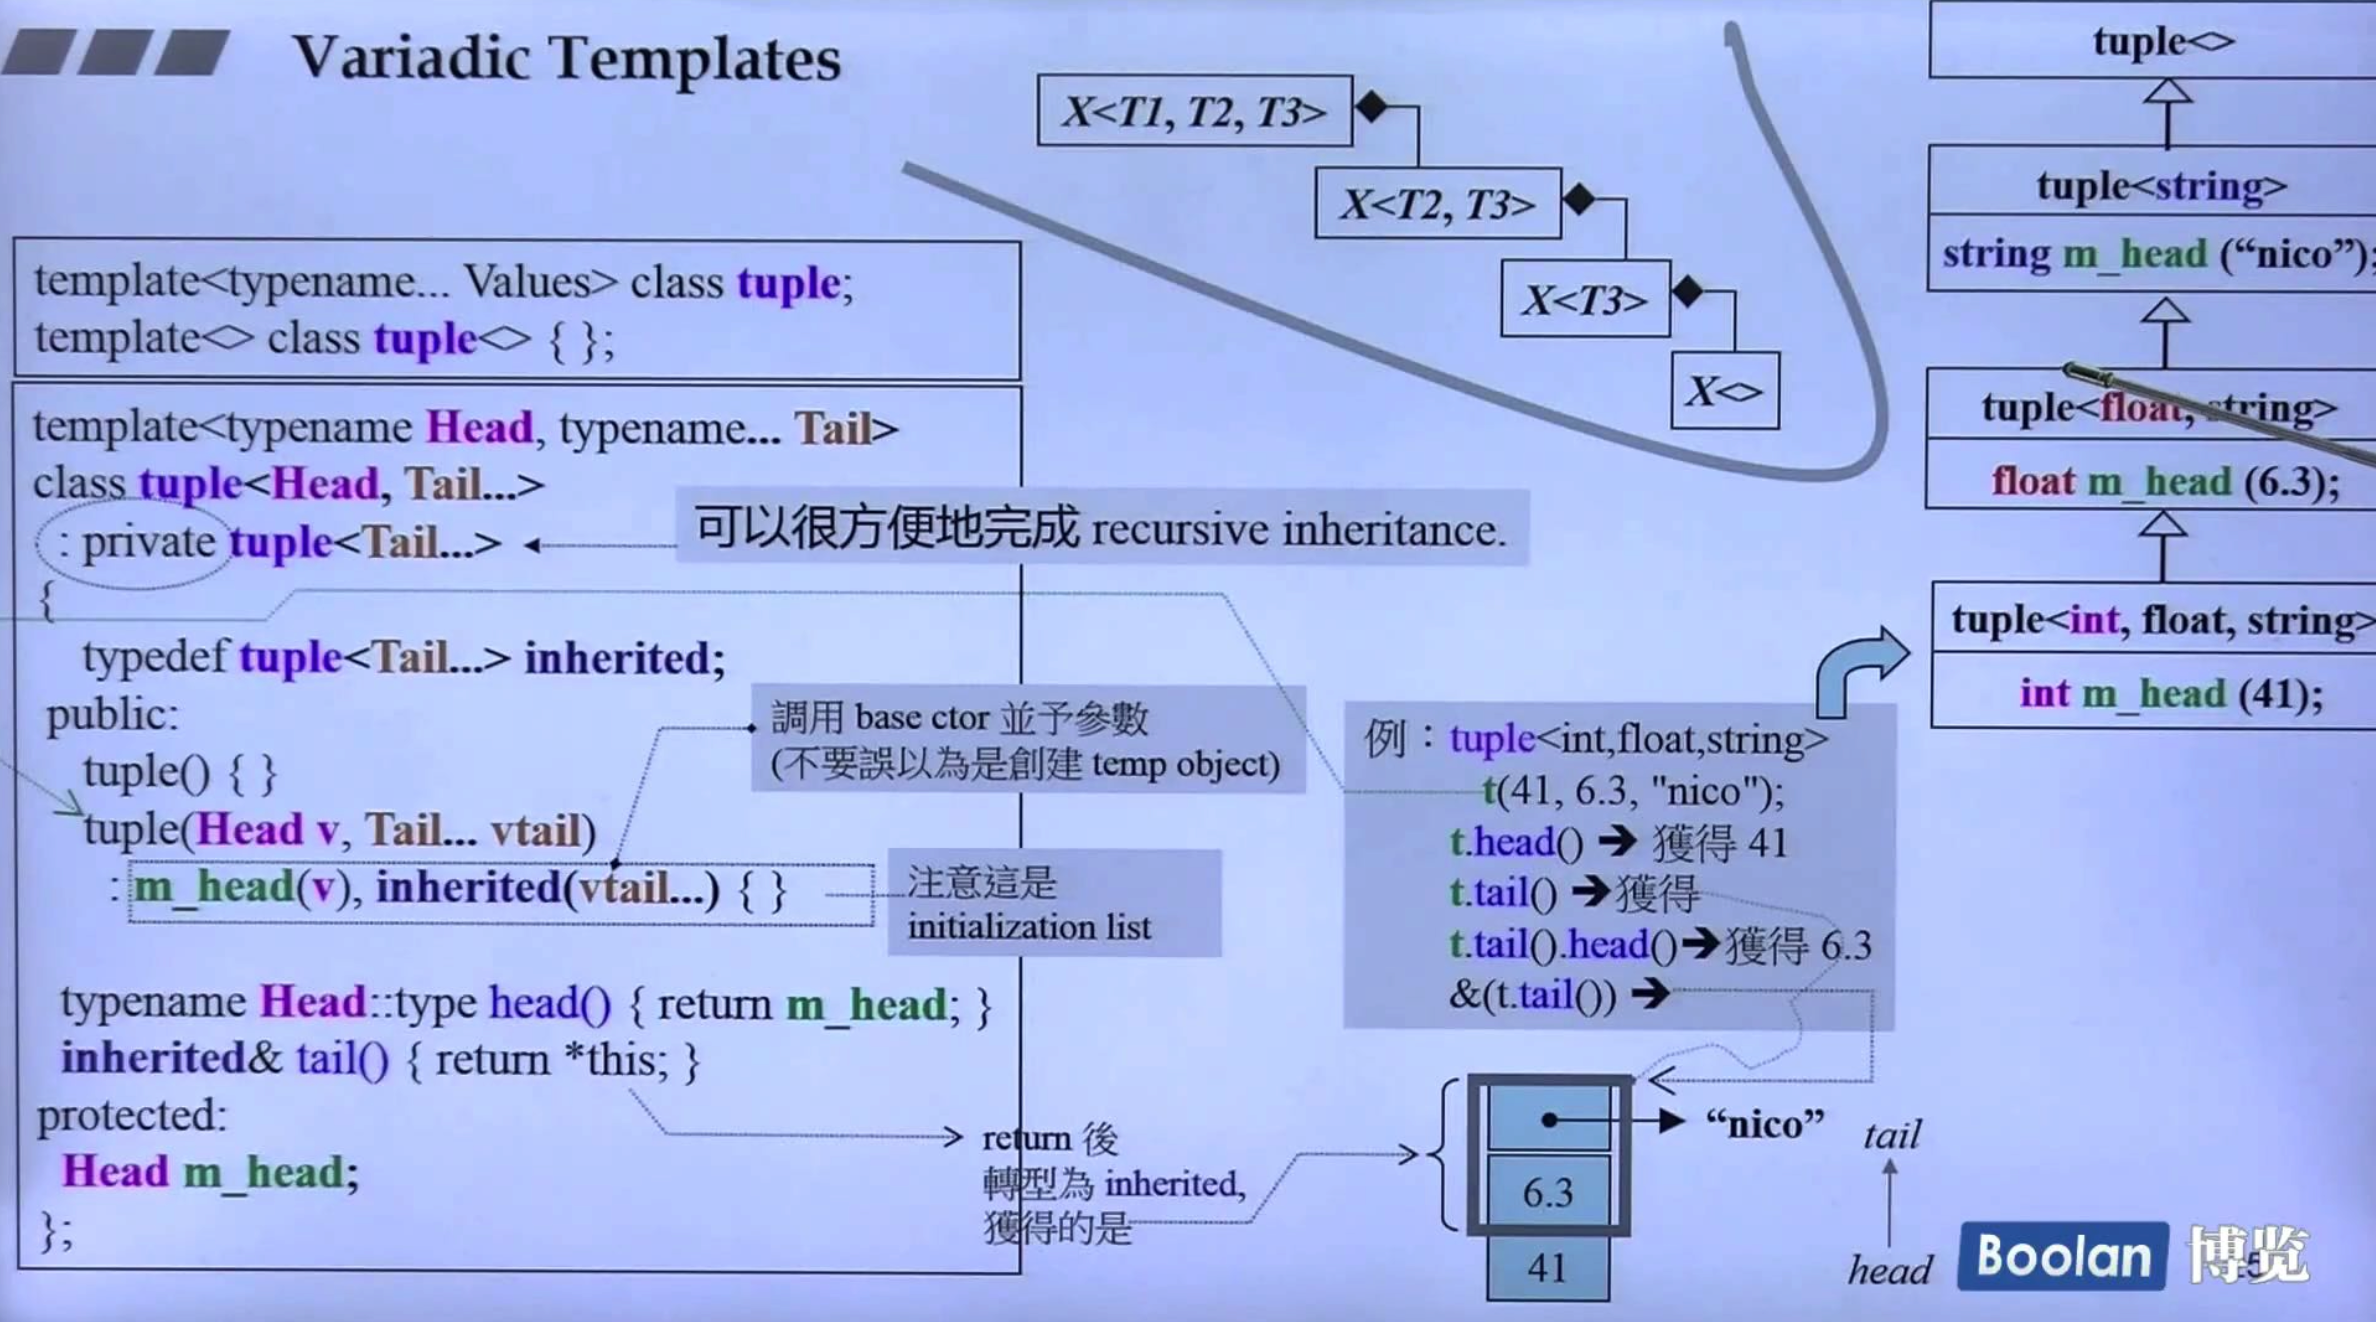 Variadic Templates
template<typename... Values> class tuple;
template<> class tuple<> { };
template<typename Head, typename... Tail>
class tuple<Head, Tail...>
: private tuple<Tail...>
{
typedef tuple<Tail...> inherited;
public:
tuple() { }
tuple(Head v, Tail... vtail)
: m_head(v), inherited(vtail...) { }
typename Head::type head() { return m_head; }
inherited& tail() { return *this; }
protected:
Head m_head;
};
可以很方便地完成 recursive inheritance.
調用 base ctor 並予參數
(不要誤以為是創建 temp object)
注意這是
initialization list
return 後
轉型為 inherited,
獲得的是
X<T1, T2, T3>
X<T2, T3>
X<T3>
X<>
例：tuple<int,float,string>
t(41, 6.3, "nico");
t.head() ➔ 獲得 41
t.tail() ➔獲得
t.tail().head()➔獲得 6.3
&(t.tail()) ➔
“nico”
6.3
41
tail
head
tuple<>
tuple<string>
string m_head (“nico”);
tuple<float, string>
float m_head (6.3);
tuple<int, float, string>
int m_head (41);
Boolan 博览